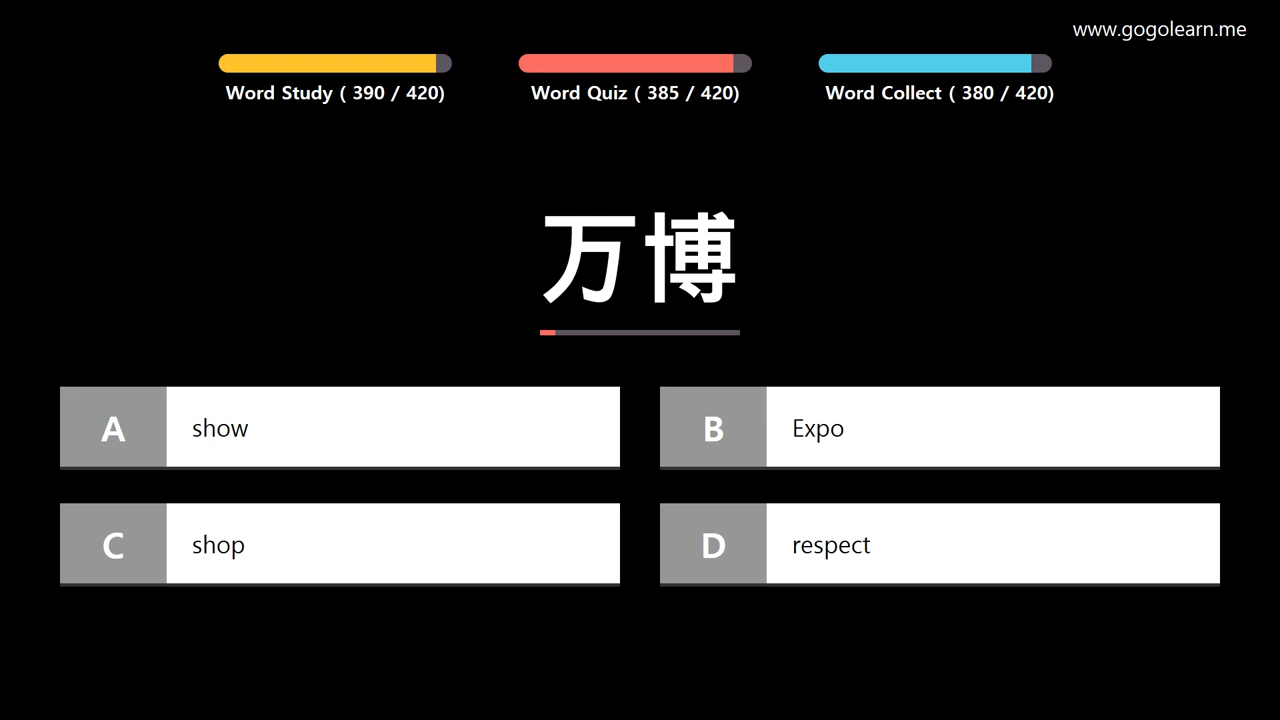 www.gogolearn.me
Word Study ( 390 / 420)
Word Quiz ( 385 / 420)
Word Collect ( 380 / 420)
万博
A show
B Expo
C shop
D respect